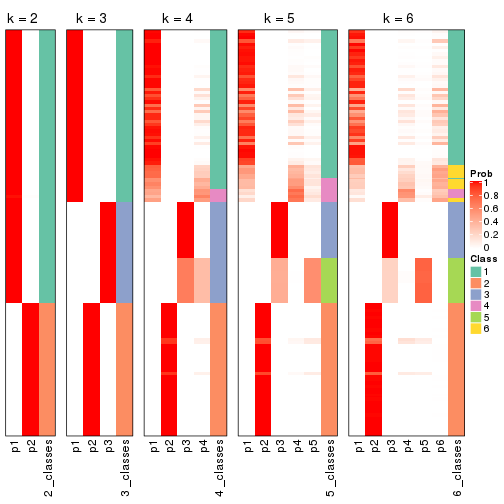 k = 2
k = 3
k = 4
k = 5
k = 6
p1
p2
2_classes
p1
p2
p3
3_classes
p1
p2
p3
p4
4_classes
p1
p2
p3
p4
p5
5_classes
p1
p2
p3
p4
p5
p6
6_classes
Prob
1
0.8
0.6
0.4
0.2
0
Class
1
2
3
4
5
6